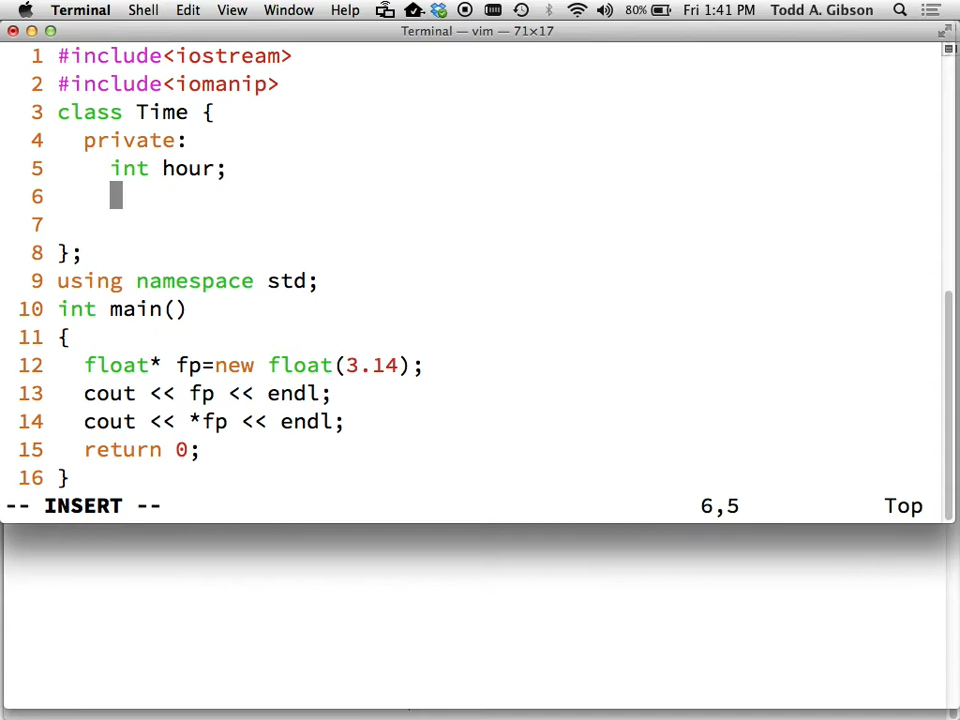 Terminal Shell Edit View Window Help 80% Fri 1:41 PM Todd A. Gibson
Terminal — vim — 71×17
1 #include<iostream>
2 #include<iomanip>
3 class Time {
4   private:
5     int hour;
6
7
8 };
9 using namespace std;
10 int main()
11 {
12   float* fp=new float(3.14);
13   cout << fp << endl;
14   cout << *fp << endl;
15   return 0;
16 }
-- INSERT -- 6,5 Top